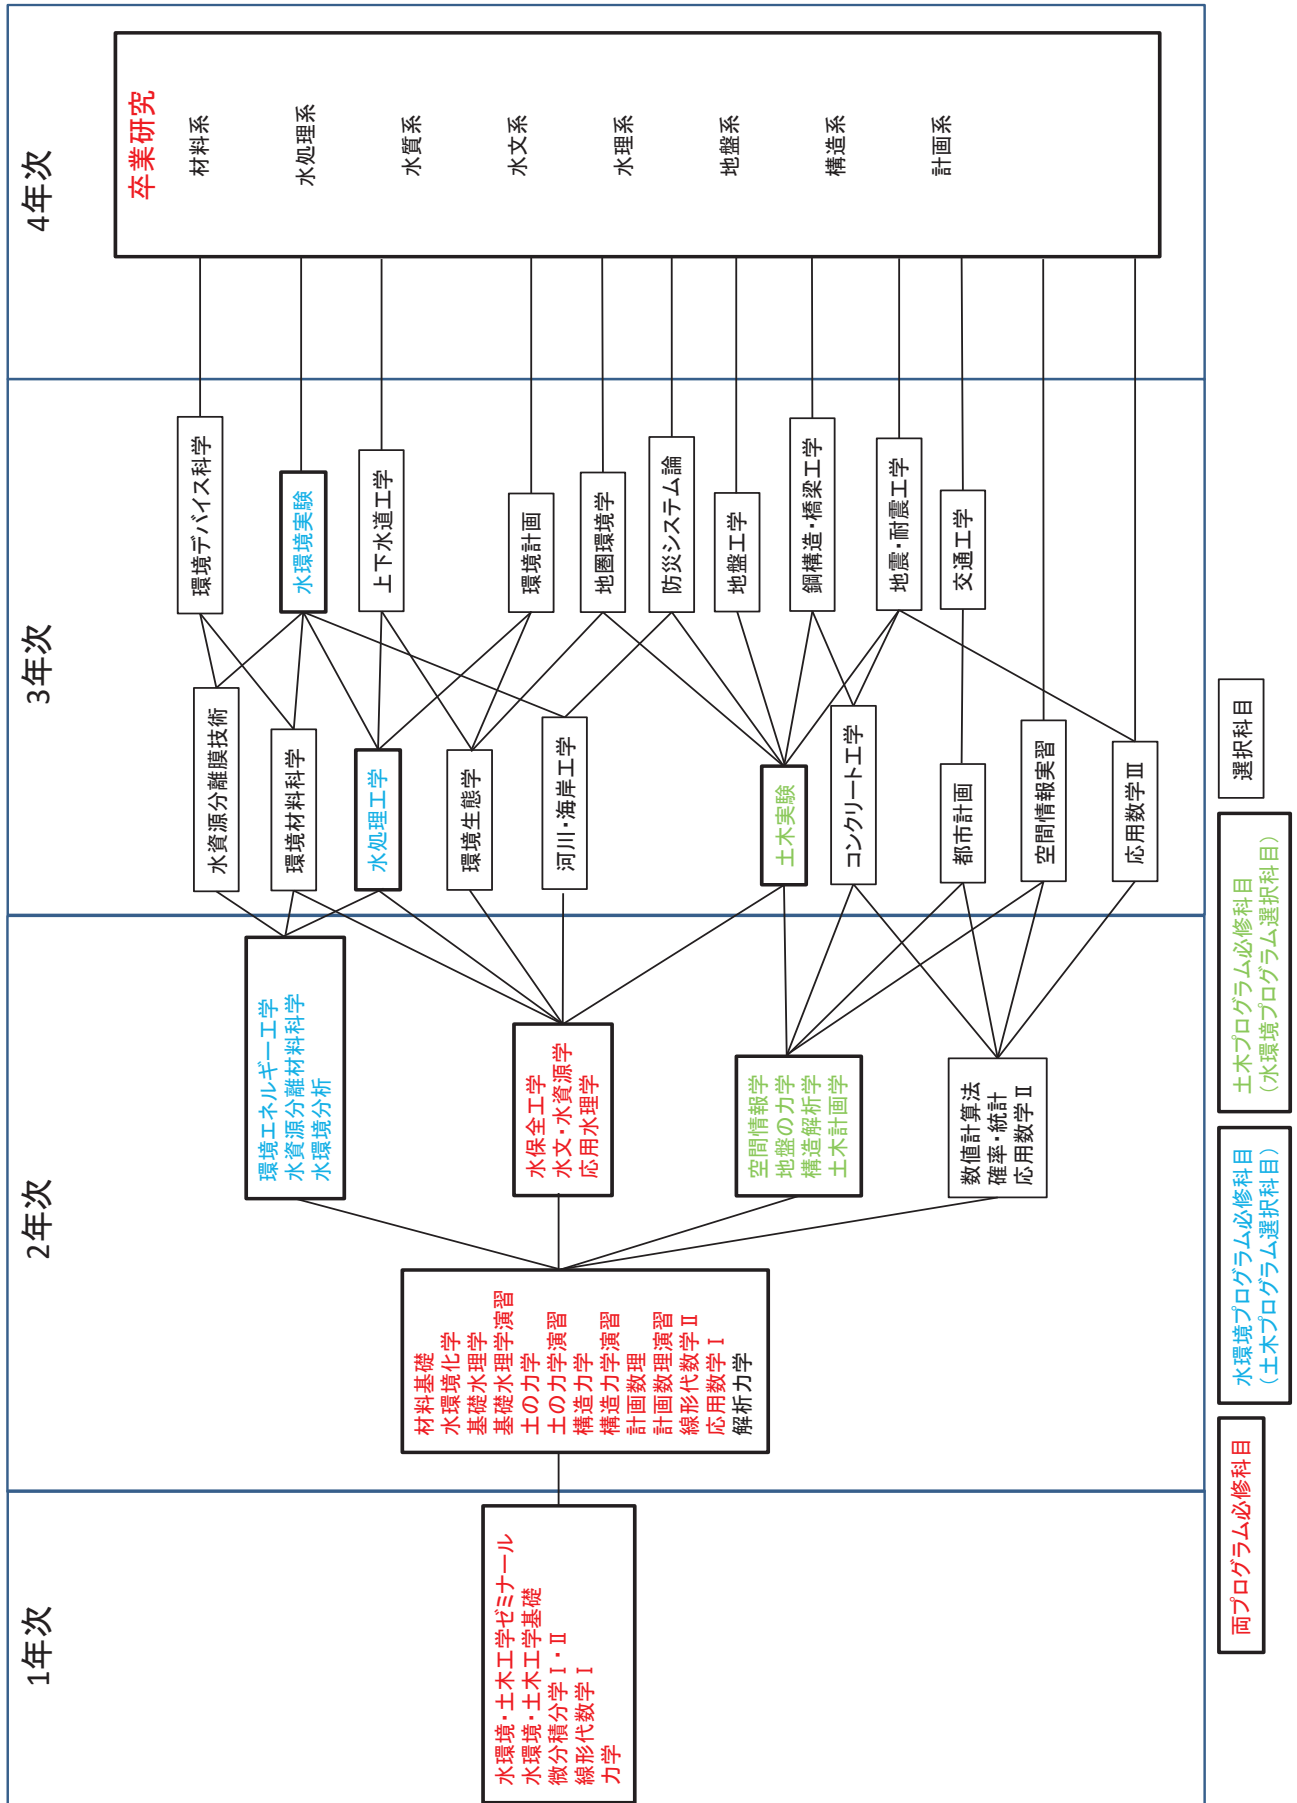 1年次
水環境・土木工学ゼミナール
水環境・土木工学基礎
微分積分学Ⅰ・Ⅱ
線形代数学Ⅰ
力学
2年次
材料基礎
水環境化学
基礎水理学
基礎水理学演習
土の力学
土の力学演習
構造力学
構造力学演習
計画数理
計画数理演習
線形代数学Ⅱ
応用数学Ⅰ
解析力学
環境エネルギー工学
水資源分離材料科学
水環境分析
水保全工学
水文・水資源学
応用水理学
空間情報学
地盤の力学
構造解析学
土木計画学
数値計算法
確率・統計
応用数学Ⅱ
3年次
水資源分離膜技術
環境材料科学
水処理工学
環境生態学
河川・海岸工学
土木実験
コンクリート工学
都市計画
空間情報実習
応用数学Ⅲ
環境デバイス科学
水環境実験
上下水道工学
環境計画
地圏環境学
防災システム論
地盤工学
鋼構造・橋梁工学
地震・耐震工学
交通工学
4年次
卒業研究
材料系
水処理系
水質系
水文系
水理系
地盤系
構造系
計画系
両プログラム必修科目
水環境プログラム必修科目
（土木プログラム選択科目）
土木プログラム必修科目
（水環境プログラム選択科目）
選択科目